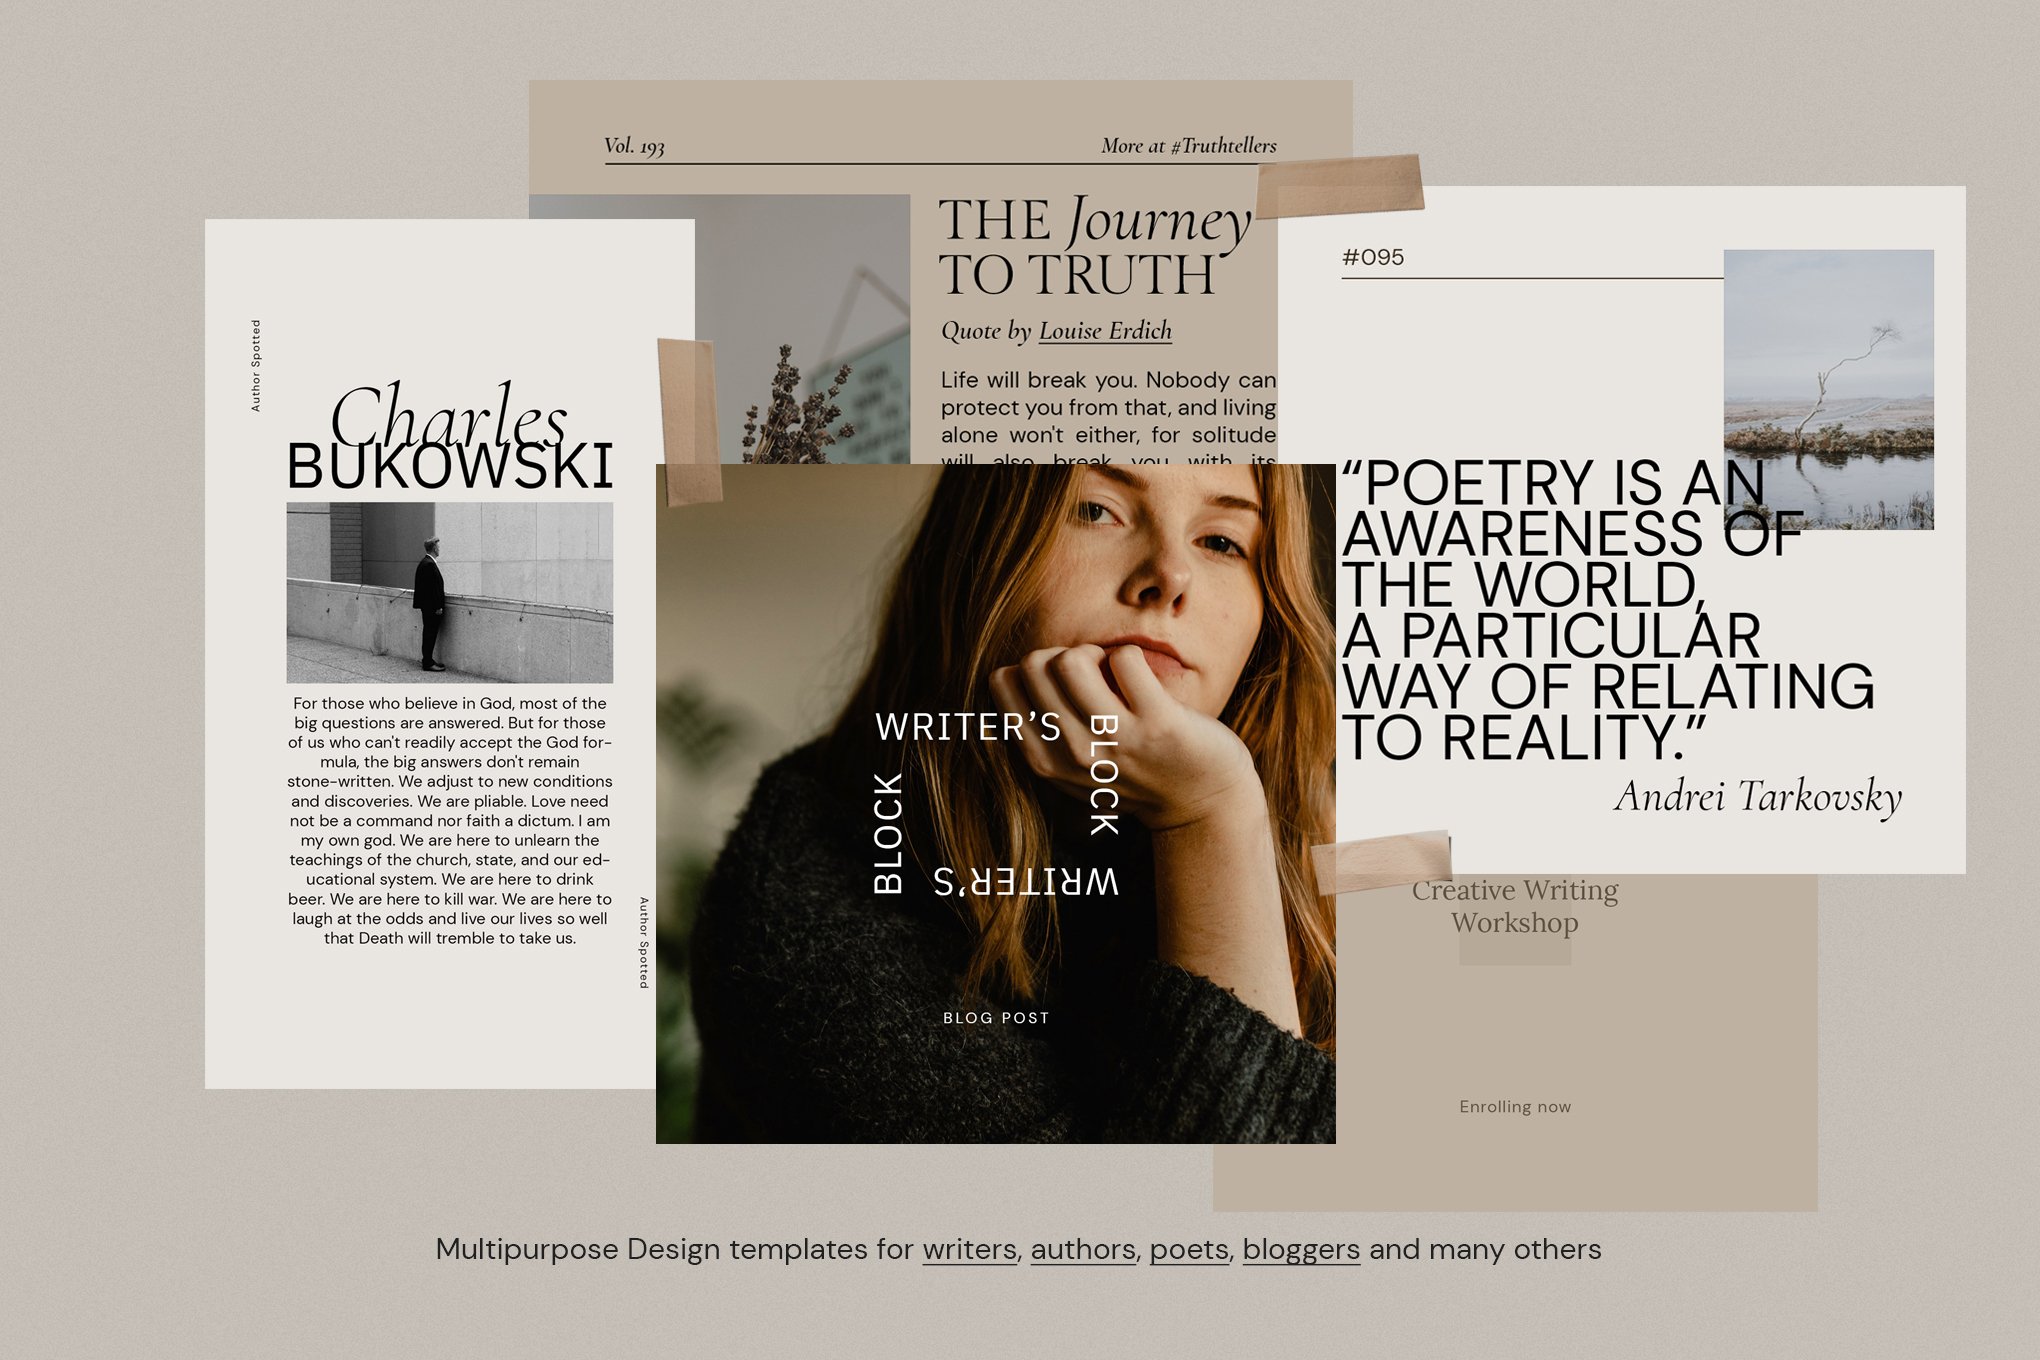 Vol. 193
More at #Truthtellers
THE Journey
TO TRUTH
Quote by Louise Erdich
Life will break you. Nobody can
protect you from that, and living
alone won't either, for solitude
will also break you with its
Author Spotted
Charles
BUKOWSKI
For those who believe in God, most of the
big questions are answered. But for those
of us who can't readily accept the God for-
mula, the big answers don't remain
stone-written. We adjust to new conditions
and discoveries. We are pliable. Love need
not be a command nor faith a dictum. I am
my own god. We are here to unlearn the
teachings of the church, state, and our ed-
ucational system. We are here to drink
beer. We are here to kill war. We are here to
laugh at the odds and live our lives so well
that Death will tremble to take us.
Author Spotted
WRITER’S
BLOCK
WRITER’S
BLOCK
BLOG POST
#095
“POETRY IS AN
AWARENESS OF
THE WORLD,
A PARTICULAR
WAY OF RELATING
TO REALITY.”
Andrei Tarkovsky
Creative Writing
Workshop
Enrolling now
Multipurpose Design templates for writers, authors, poets, bloggers and many others